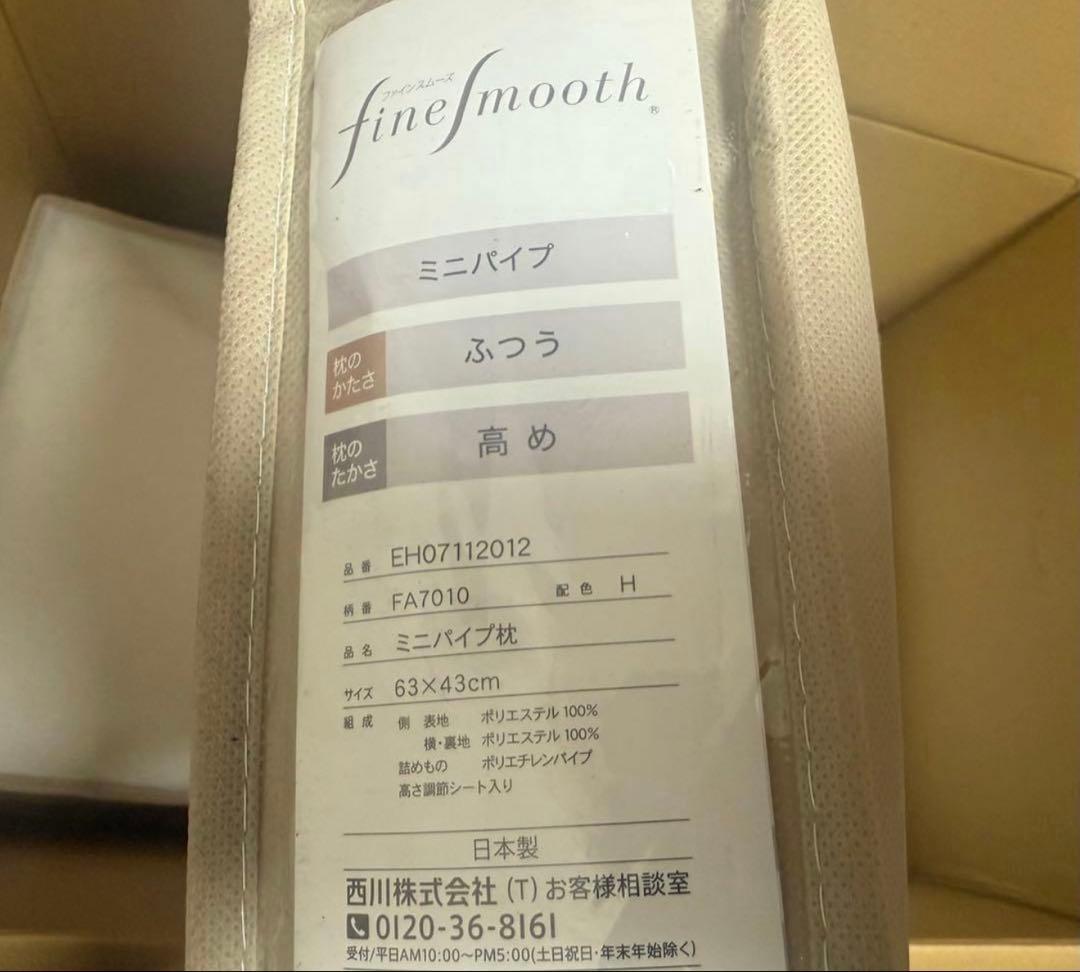 ファインスムーズ
fine Smooth®
ミニパイプ
枕の
かたさ
ふつう
枕の
たかさ
高め
品番 EH07112012
柄番 FA7010 配色 H
品名 ミニパイプ枕
サイズ 63×43cm
組成 側 表地 ポリエステル100%
横・裏地 ポリエステル100%
詰めもの ポリエチレンパイプ
高さ調節シート入り
日本製
西川株式会社 (T) お客様相談室
0120-36-8161
受付/平日AM10:00〜PM5:00(土日祝日・年末年始除く)